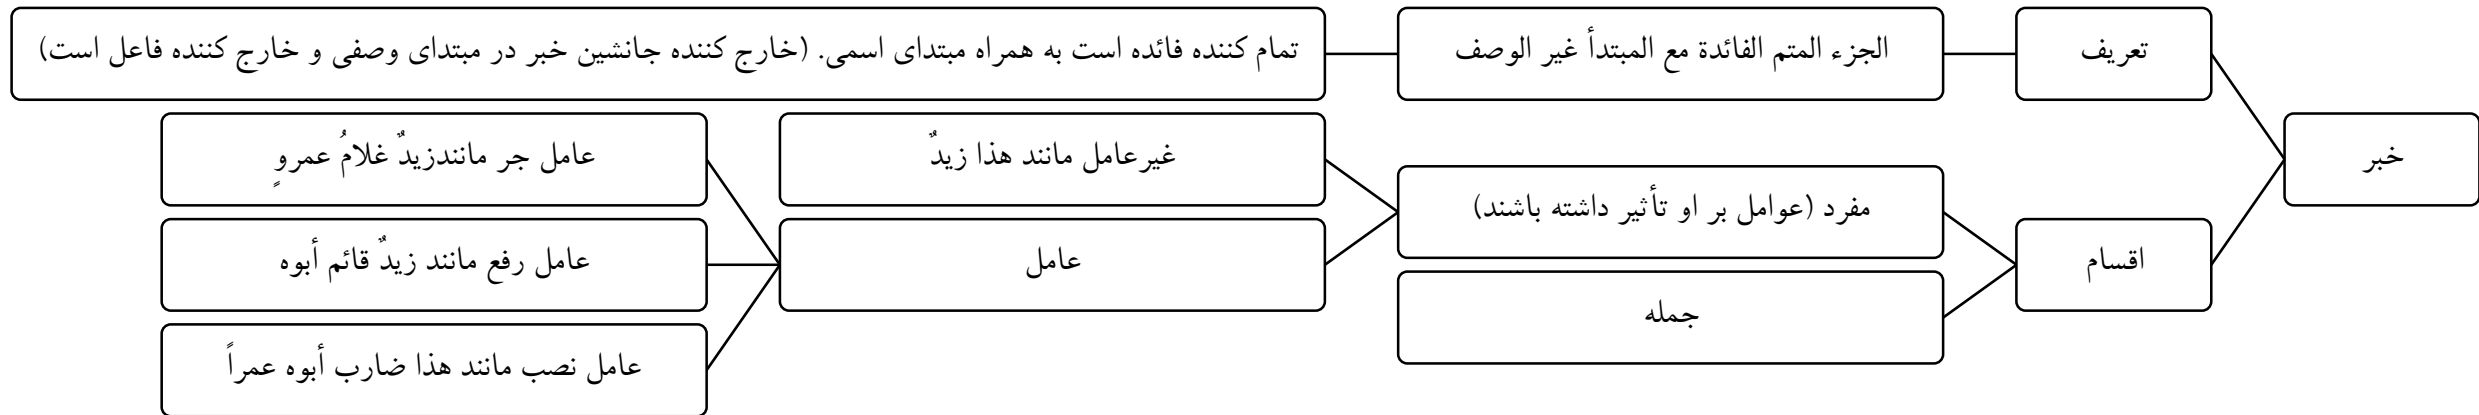 خبر
تعریف
الجزء المتم الفائدة مع المبتدأ غیر الوصف
تمام کننده فائده است به همراه مبتدای اسمی. (خارج کننده جانشین خبر در مبتدای وصفی و خارج کننده فاعل است)
اقسام
مفرد (عوامل بر او تأثیر داشته باشند)
غیرعامل مانند هذا زیدٌ
عامل
عامل جر مانندزیدٌ غلامُ عمروٍ
عامل رفع مانند زیدٌ قائم أبوه
عامل نصب مانند هذا ضارب أبوه عمراً
جمله